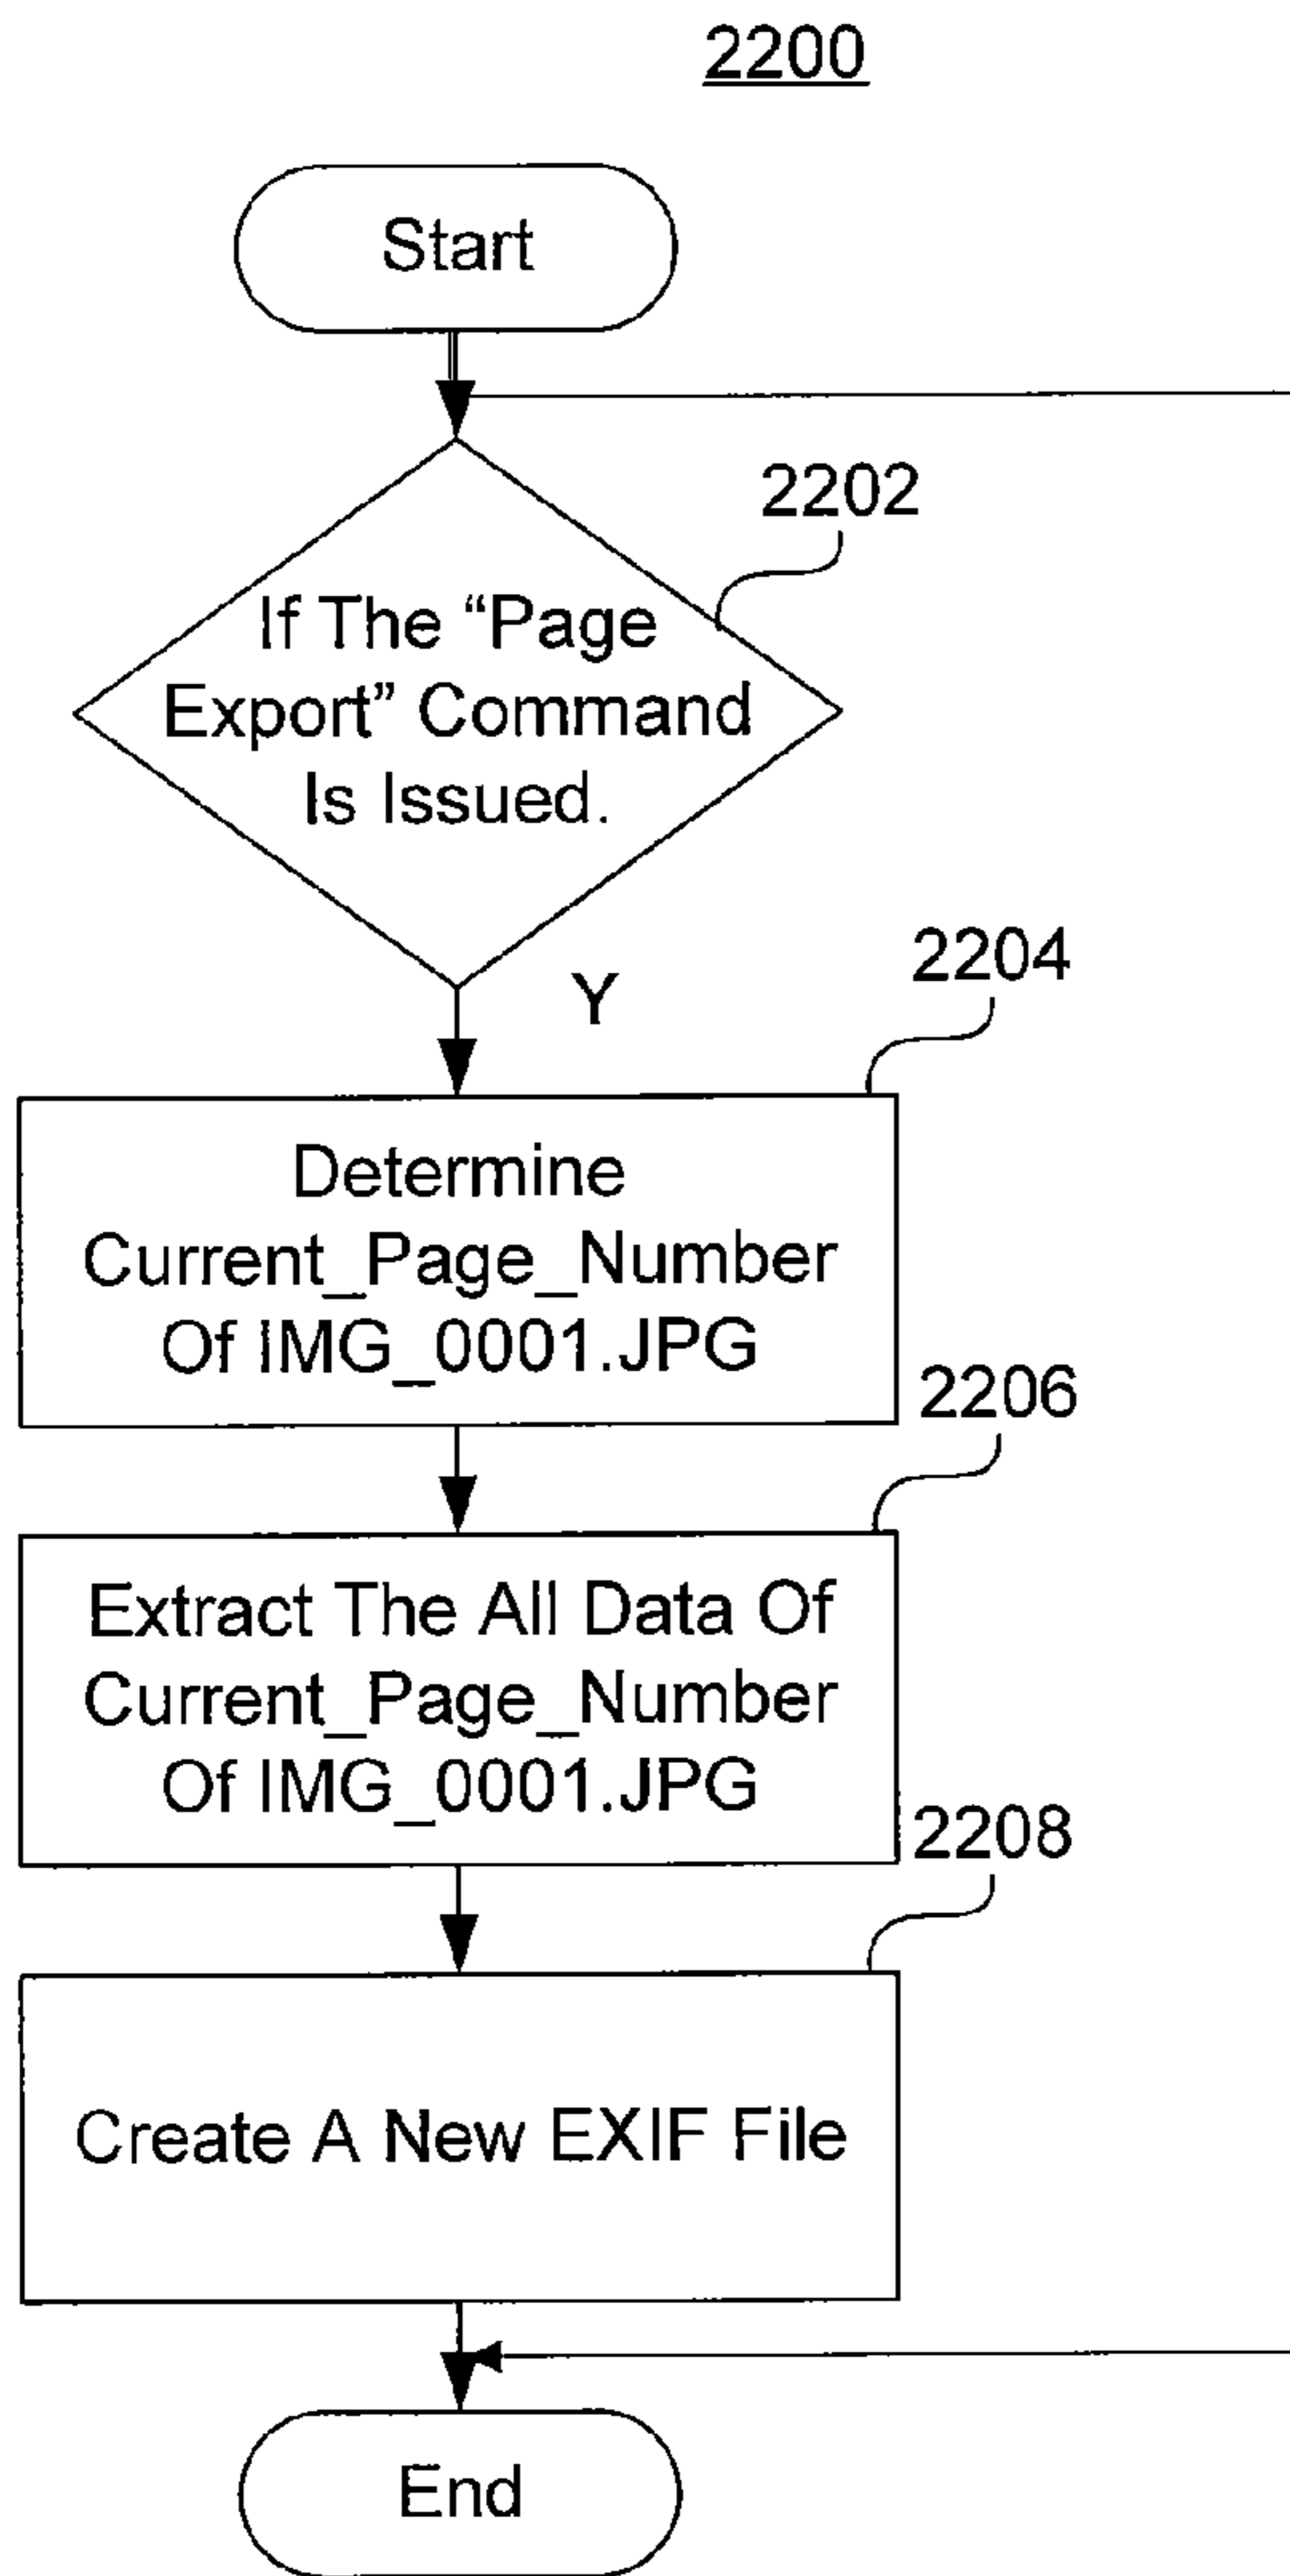 2200
Start
2202
If The “Page
Export” Command
Is Issued.
Y
2204
Determine
Current_Page_Number
Of IMG_0001.JPG
2206
Extract The All Data Of
Current_Page_Number
Of IMG_0001.JPG
2208
Create A New EXIF File
End